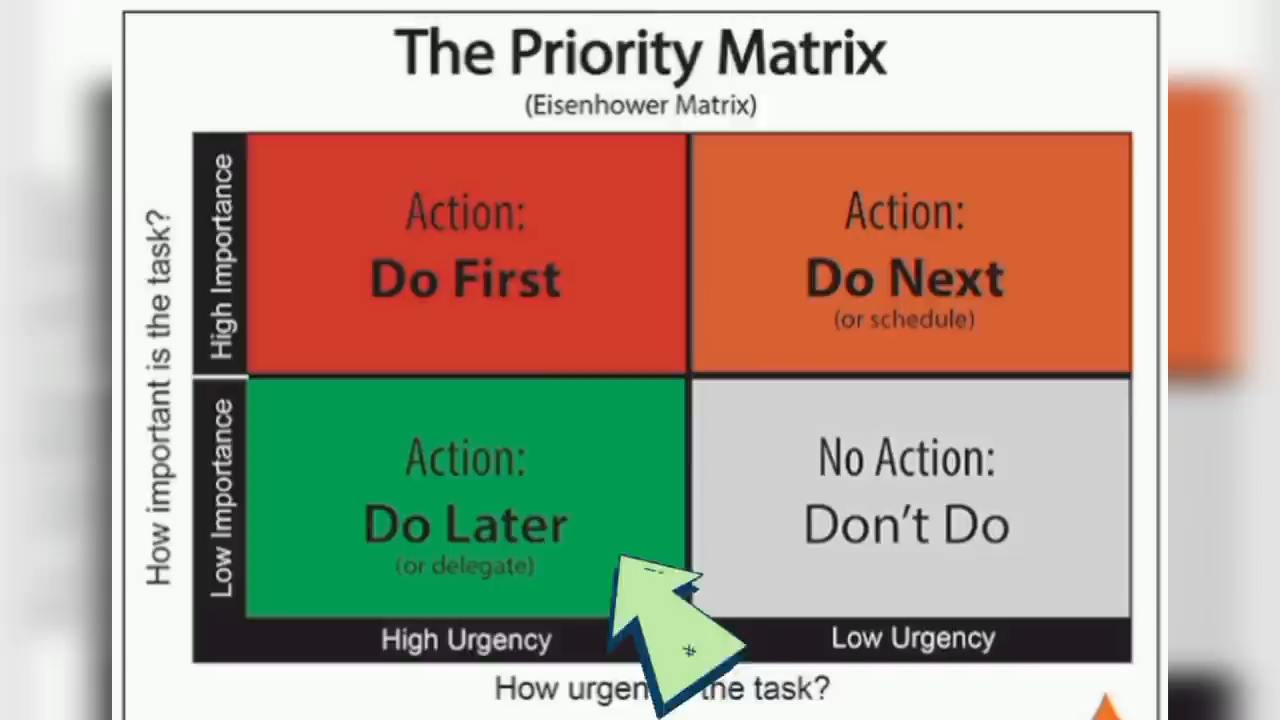 The Priority Matrix
(Eisenhower Matrix)
How important is the task?
High Importance
Action:
Do First
Action:
Do Next
(or schedule)
Low Importance
Action:
Do Later
(or delegate)
No Action:
Don't Do
High Urgency
Low Urgency
How the task?